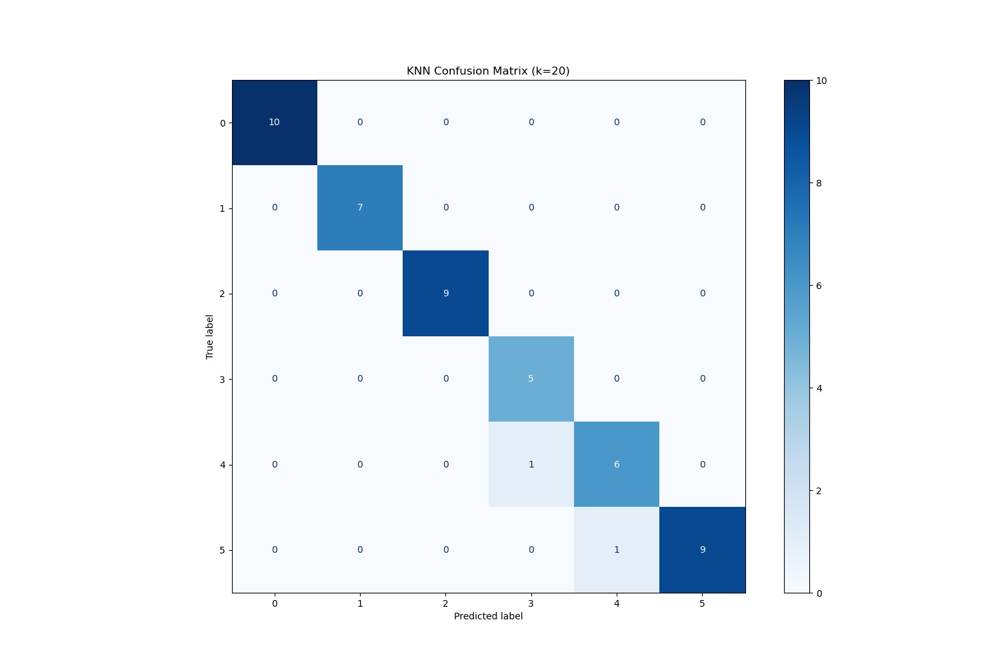 KNN Confusion Matrix (k=20)
10 0 0 0 0 0
0 7 0 0 0 0
0 0 9 0 0 0
0 0 0 5 0 0
0 0 0 1 6 0
0 0 0 0 1 9
0
1
2
3
4
5
True label
0 1 2 3 4 5
Predicted label
10
8
6
4
2
0